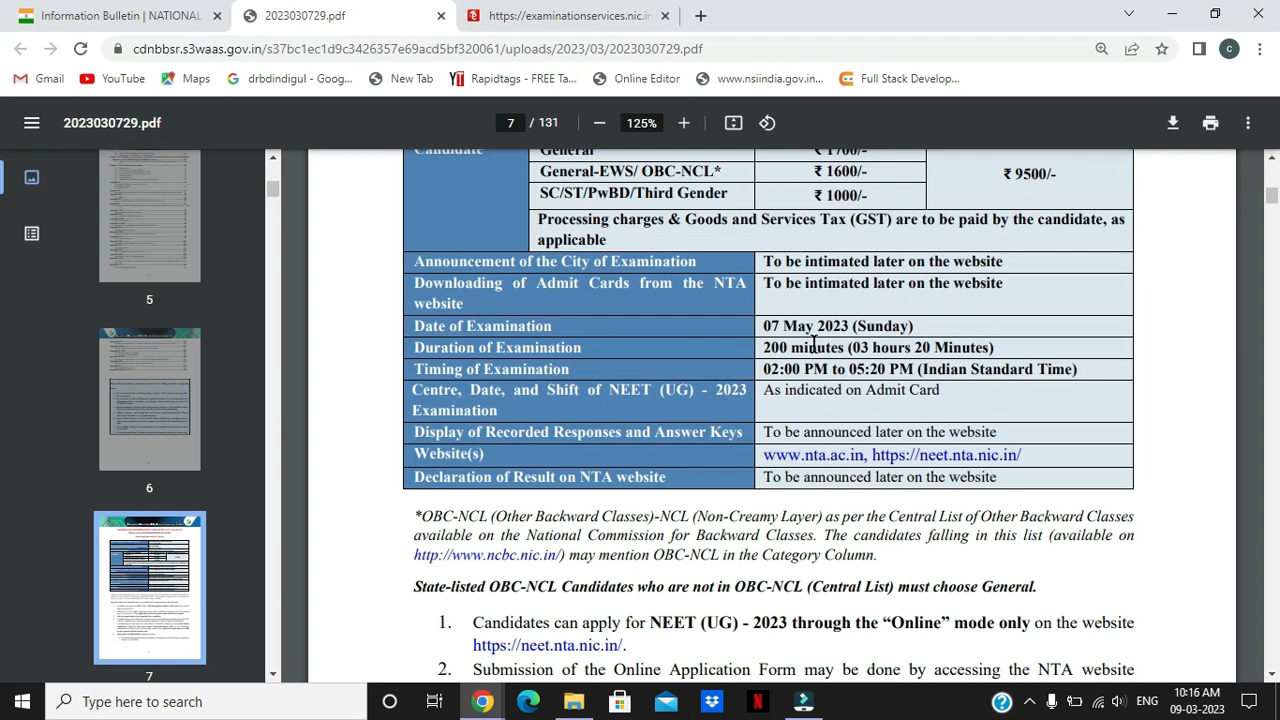 Information Bulletin | NATIONAL
2023030729.pdf
https://examinationservices.nic.in
cdnbbsr.s3waas.gov.in/s37bc1ec1d9c3426357e69acd5bf320061/uploads/2023/03/2023030729.pdf
Gmail
YouTube
Maps
drbdindigul - Goog...
New Tab
Rapidtags - FREE Ta...
Online Editor
www.nsiindia.gov.in...
Full Stack Develop...
2023030729.pdf
7 / 131
125%
5
6
7
Candidate
General
₹ 1700/-
General-EWS/ OBC-NCL*
₹ 1600/-
₹ 9500/-
SC/ST/PwBD/Third Gender
₹ 1000/-
Processing charges & Goods and Services Tax (GST) are to be paid by the candidate, as
applicable
Announcement of the City of Examination
To be intimated later on the website
Downloading of Admit Cards from the NTA
website
To be intimated later on the website
Date of Examination
07 May 2023 (Sunday)
Duration of Examination
200 minutes (03 hours 20 Minutes)
Timing of Examination
02:00 PM to 05:20 PM (Indian Standard Time)
Centre, Date, and Shift of NEET (UG) - 2023
Examination
As indicated on Admit Card
Display of Recorded Responses and Answer Keys
To be announced later on the website
Website(s)
www.nta.ac.in, https://neet.nta.nic.in/
Declaration of Result on NTA website
To be announced later on the website
*OBC-NCL (Other Backward Classes)-NCL (Non-Creamy Layer) as per the Central List of Other Backward Classes
available on the National Commission for Backward Classes. The candidates falling in this list (available on
http://www.ncbc.nic.in/) may mention OBC-NCL in the Category Column.
State-listed OBC-NCL Candidates who are not in OBC-NCL (Central List) must choose General.
1. Candidates can apply for NEET (UG) - 2023 through the “Online” mode only on the website
https://neet.nta.nic.in/.
2. Submission of the Online Application Form may be done by accessing the NTA website
Type here to search
ENG
10:16 AM
09-03-2023